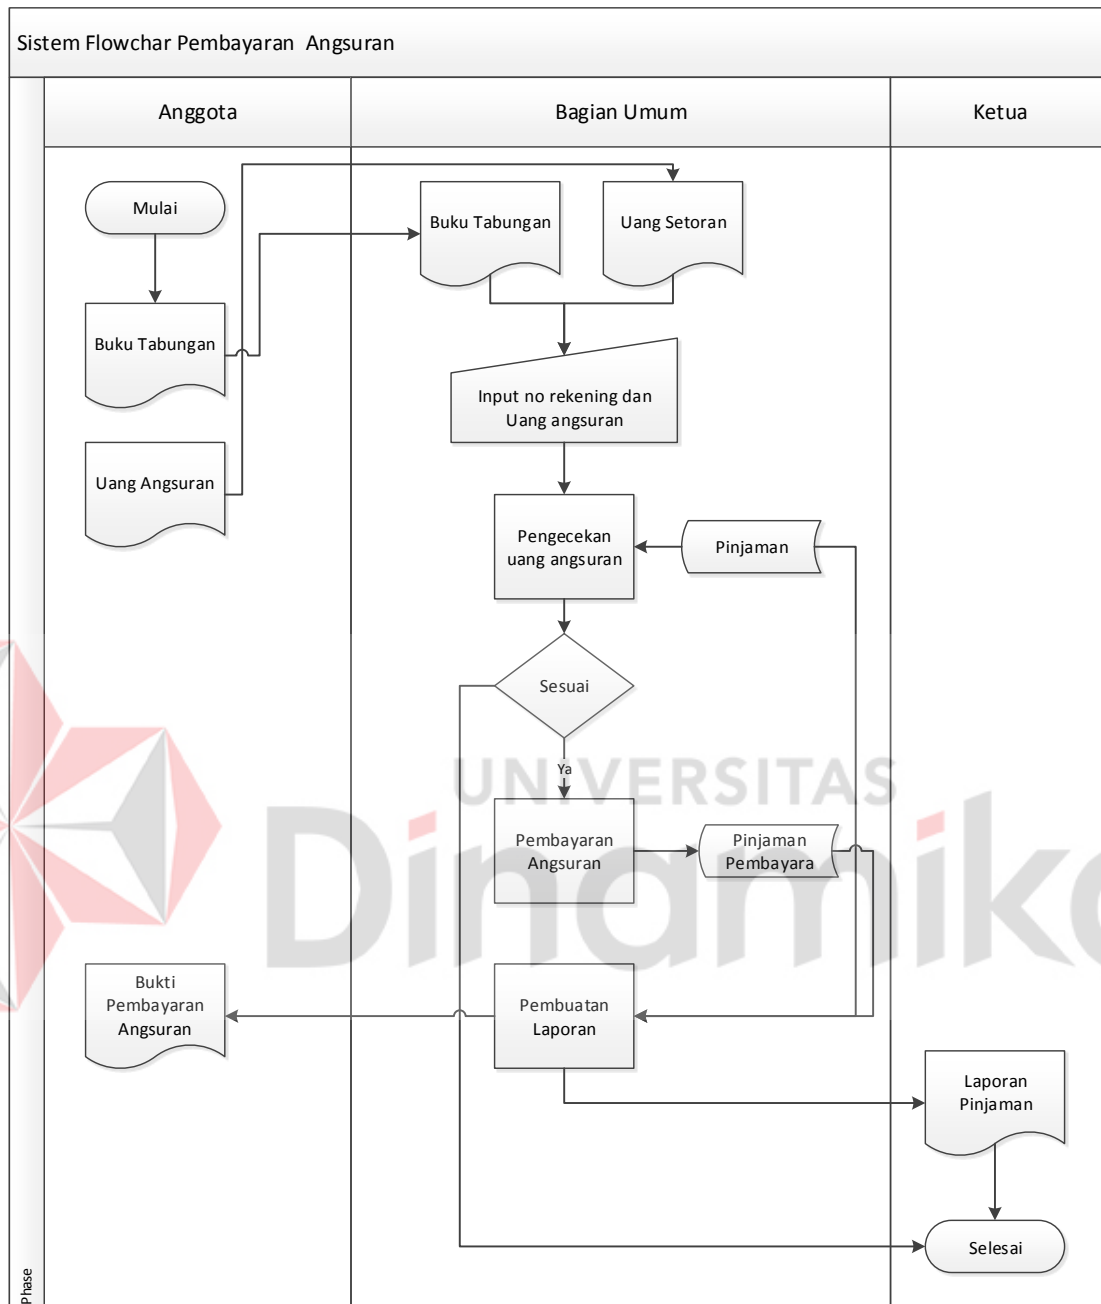 Sistem Flowchar Pembayaran Angsuran
Anggota
Bagian Umum
Ketua
Mulai
Buku Tabungan
Uang Setoran
Buku Tabungan
Input no rekening dan
Uang angsuran
Uang Angsuran
Pengecekan
uang angsuran
Pinjaman
Sesuai
Ya
UNIVERSITAS
Dinamika
Pembayaran
Angsuran
Pinjaman
Pembayara
Bukti
Pembayaran
Angsuran
Pembuatan
Laporan
Laporan
Pinjaman
Selesai
Phase